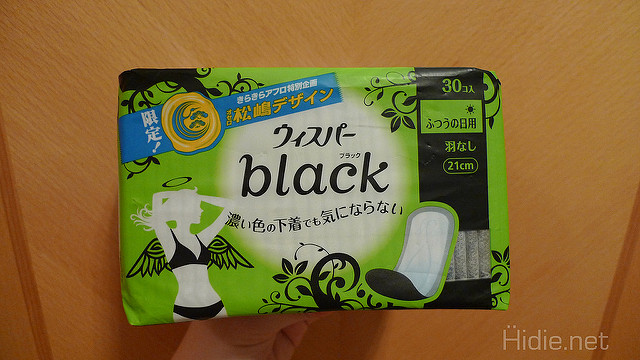 限定!
きらきらアフロ特別企画
松嶋デザイン
ウィスパー
ブラック
black
濃い色の下着でも気にならない
30コ入
ふつうの日用
羽なし
21cm
Hidie.net